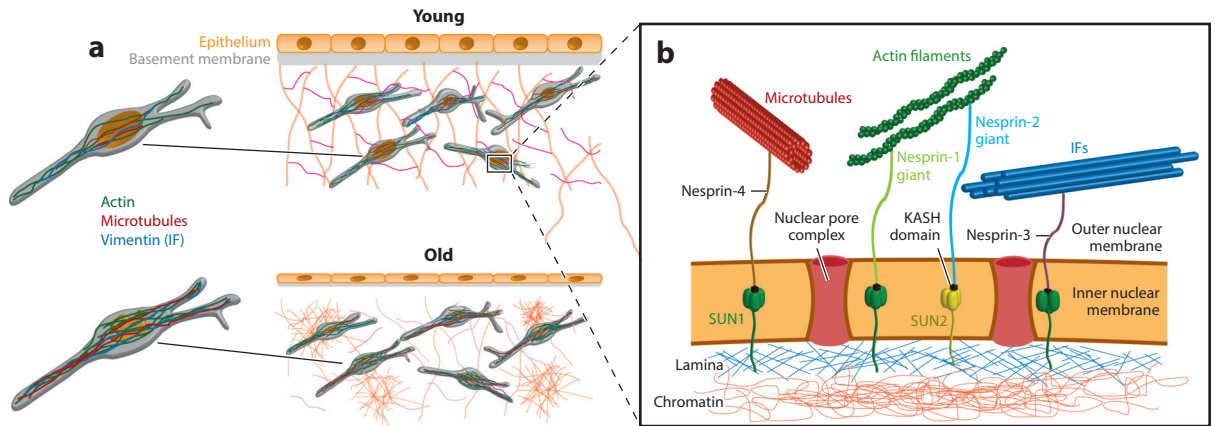 a
Young
Epithelium
Basement membrane
Actin
Microtubules
Vimentin (IF)
Old
b
Actin filaments
Microtubules
Nesprin-2
giant
Nesprin-1
giant
IFs
Nesprin-4
Nuclear pore
complex
KASH
domain
Nesprin-3
Outer nuclear
membrane
SUN1
SUN2
Inner nuclear
membrane
Lamina
Chromatin